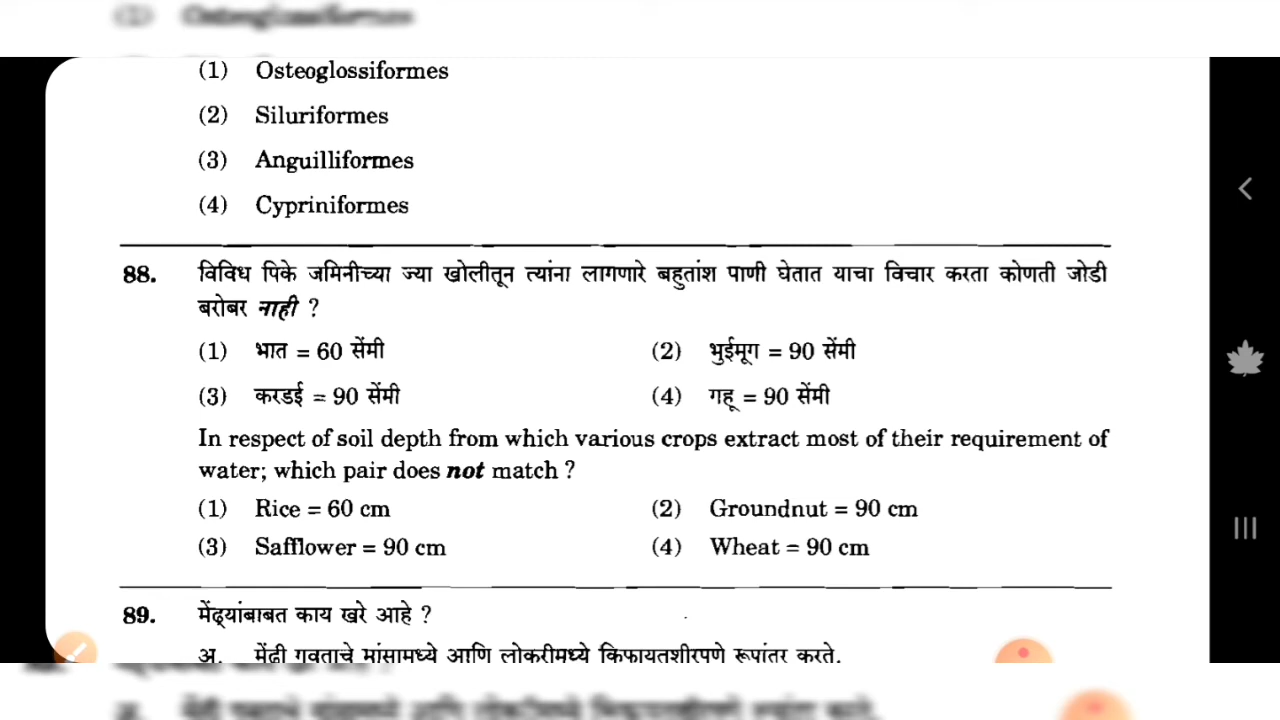 (1) Osteoglossiformes
(2) Siluriformes
(3) Anguilliformes
(4) Cypriniformes
88. विविध पिके जमिनीच्या ज्या खोलीतून त्यांना लागणारे बहुतांश पाणी घेतात याचा विचार करता कोणती जोडी
बरोबर नाही ?
(1) भात = 60 सेंमी (2) भुईमूग = 90 सेंमी
(3) करडई = 90 सेंमी (4) गहू = 90 सेंमी
In respect of soil depth from which various crops extract most of their requirement of
water; which pair does not match ?
(1) Rice = 60 cm (2) Groundnut = 90 cm
(3) Safflower = 90 cm (4) Wheat = 90 cm
89. मेंढ्यांबाबत काय खरे आहे ?
अ. मेंढी गवताचे मांसामध्ये आणि लोकरीमध्ये किफायतशीरपणे रूपांतर करते.